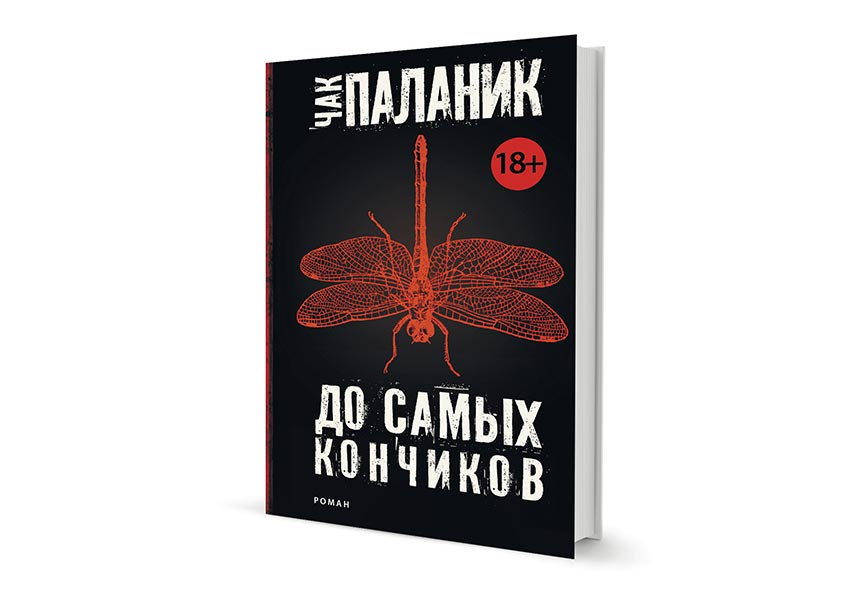 ЧАК ПАЛАНИК
18+
ДО САМЫХ
КОНЧИКОВ
РОМАН